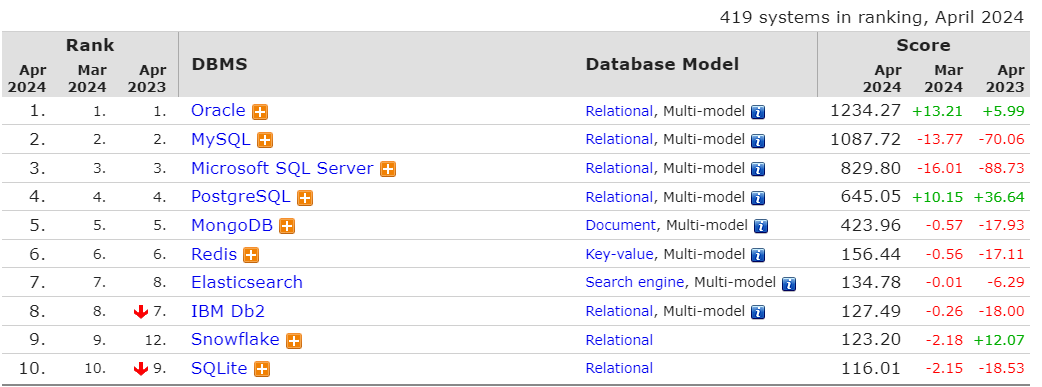 419 systems in ranking, April 2024
Rank DBMS Database Model Score
Apr 2024 Mar 2024 Apr 2023 Apr 2024 Mar 2024 Apr 2023
1. 1. 1. Oracle Relational, Multi-model 1234.27 +13.21 +5.99
2. 2. 2. MySQL Relational, Multi-model 1087.72 -13.77 -70.06
3. 3. 3. Microsoft SQL Server Relational, Multi-model 829.80 -16.01 -88.73
4. 4. 4. PostgreSQL Relational, Multi-model 645.05 +10.15 +36.64
5. 5. 5. MongoDB Document, Multi-model 423.96 -0.57 -17.93
6. 6. 6. Redis Key-value, Multi-model 156.44 -0.56 -17.11
7. 7. 8. Elasticsearch Search engine, Multi-model 134.78 -0.01 -6.29
8. 8. 7. IBM Db2 Relational, Multi-model 127.49 -0.26 -18.00
9. 9. 12. Snowflake Relational 123.20 -2.18 +12.07
10. 10. 9. SQLite Relational 116.01 -2.15 -18.53